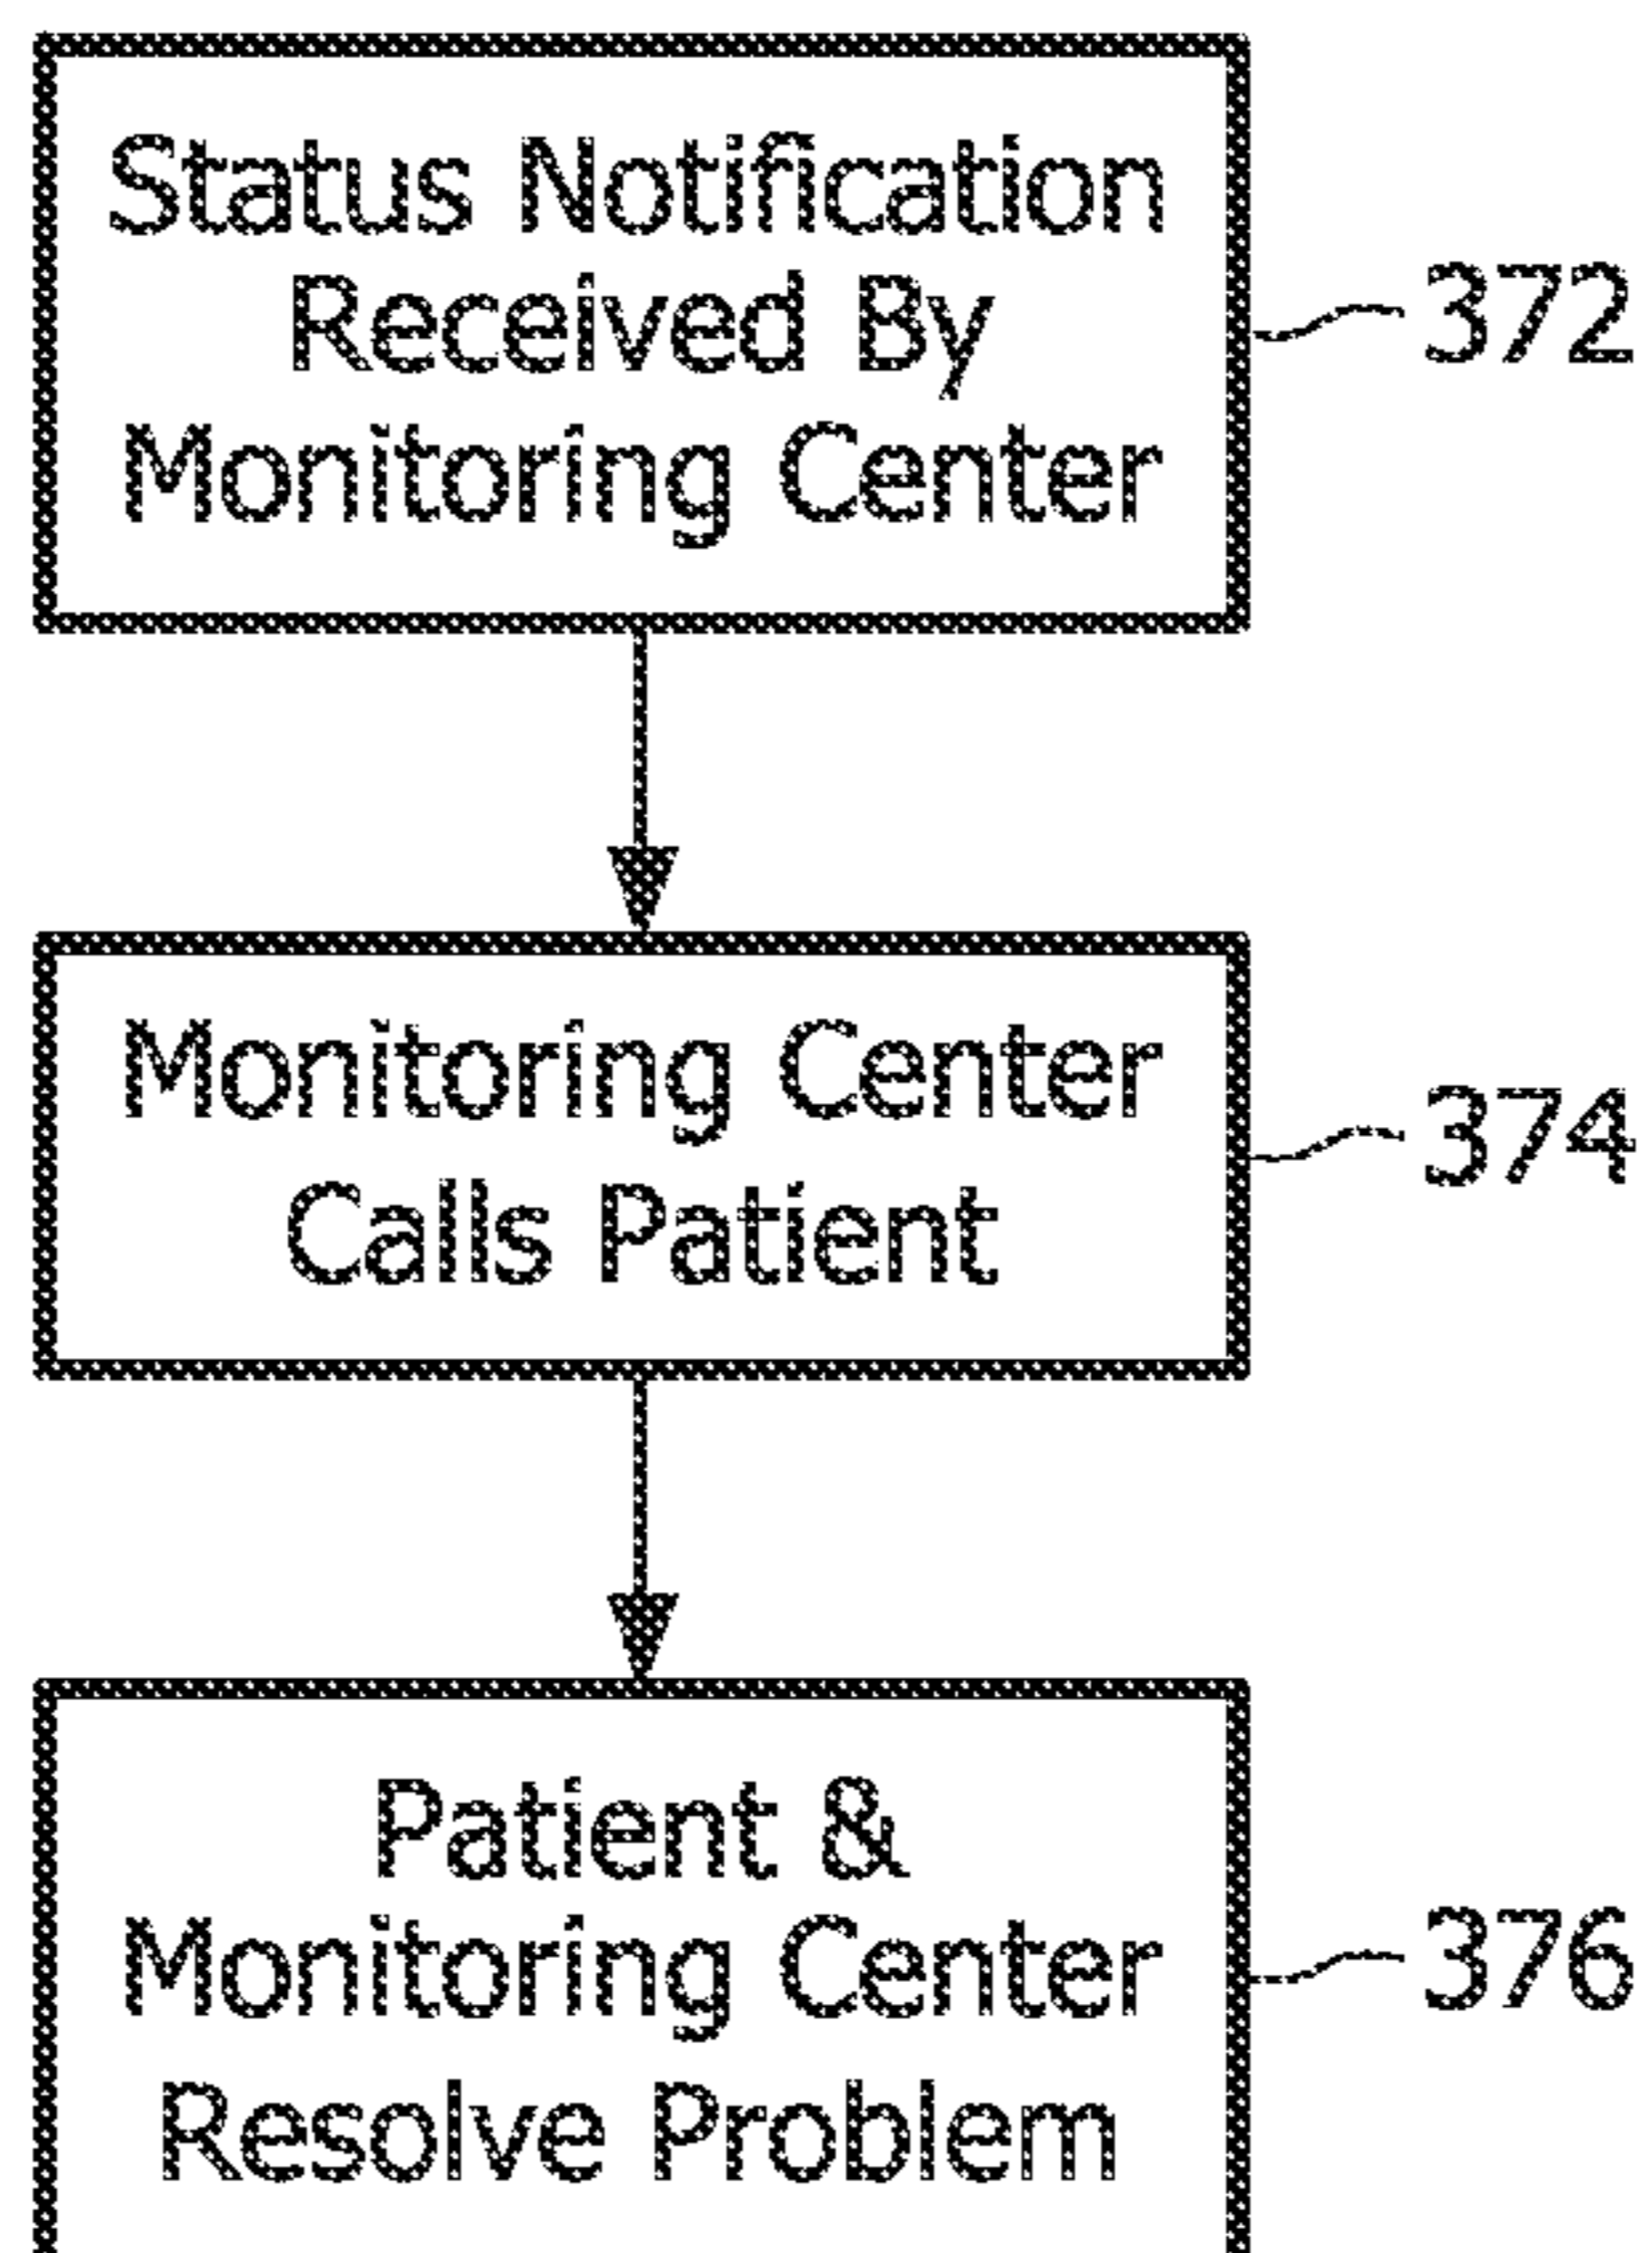 Status Notification
Received By
Monitoring Center
372
Monitoring Center
Calls Patient
374
Patient &
Monitoring Center
Resolve Problem
376